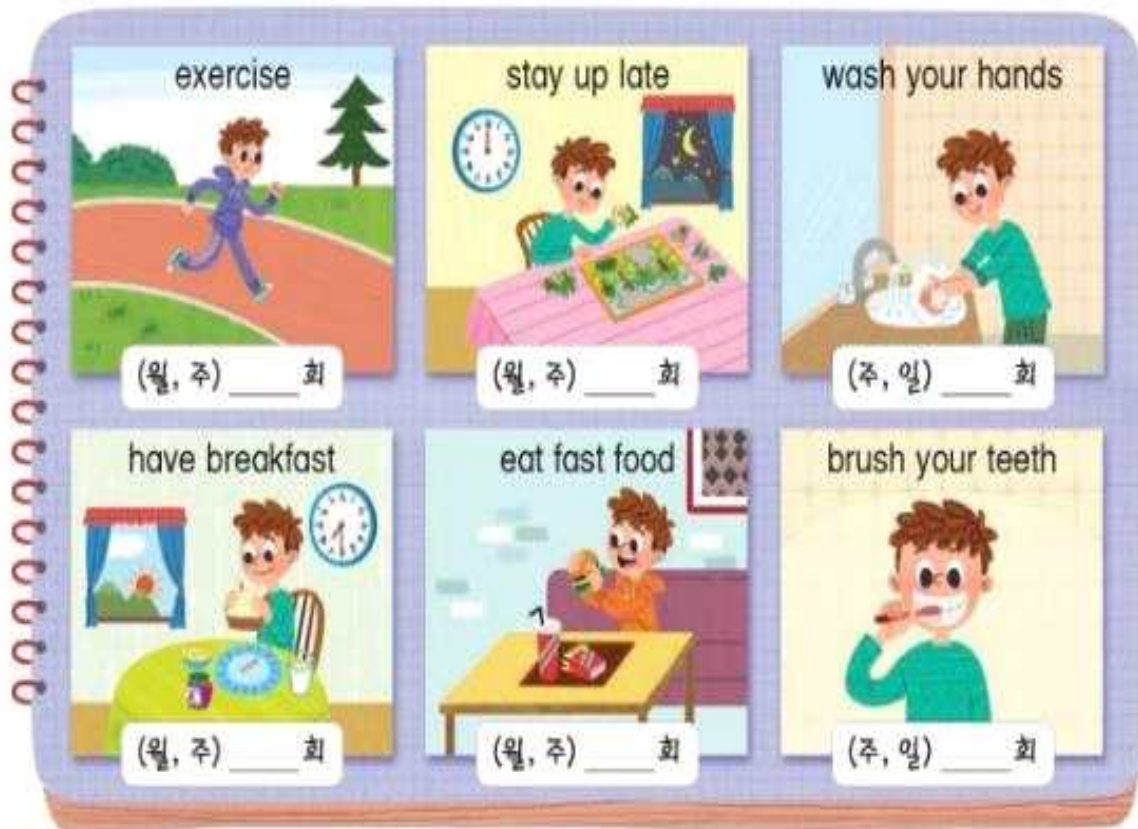 exercise
stay up late
wash your hands
(월, 주) _____ 회
(월, 주) _____ 회
(주, 일) _____ 회
have breakfast
eat fast food
brush your teeth
(월, 주) _____ 회
(월, 주) _____ 회
(주, 일) _____ 회